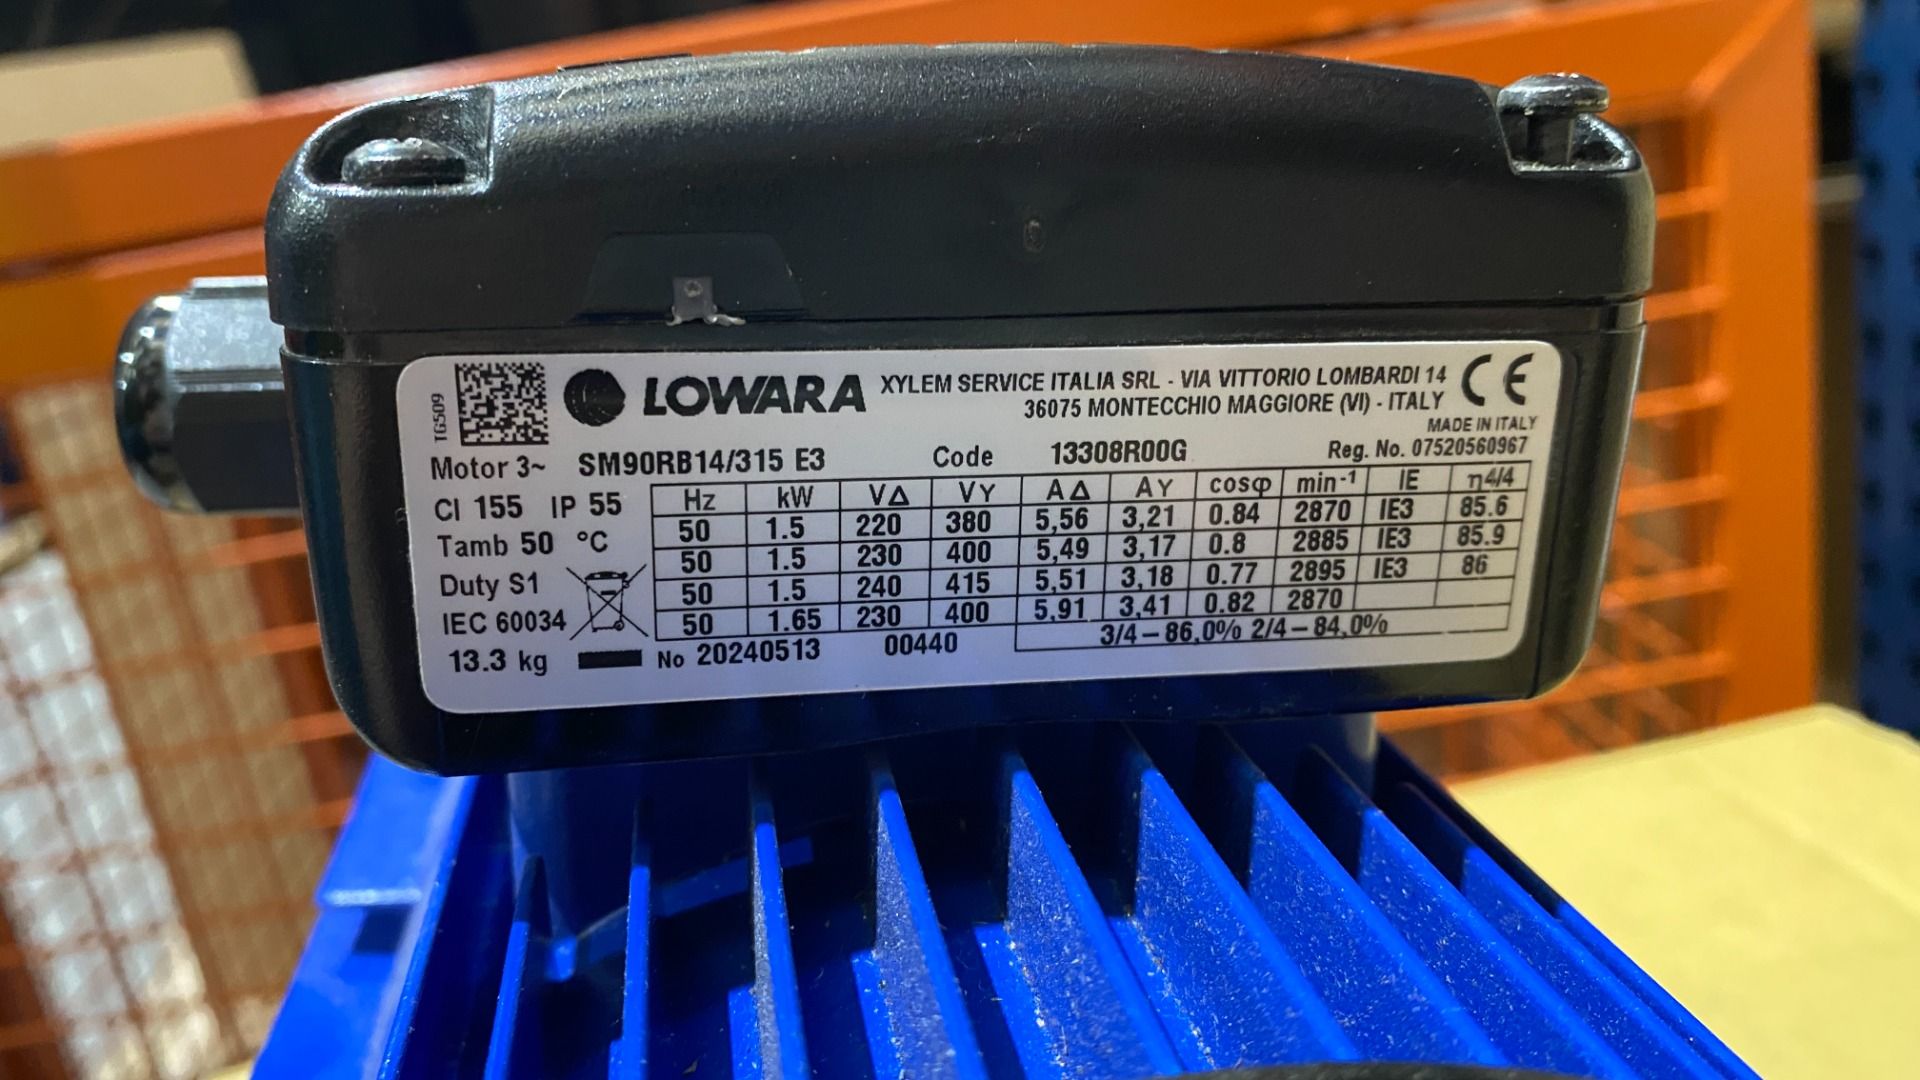 TG509
LOWARA
XYLEM SERVICE ITALIA SRL - VIA VITTORIO LOMBARDI 14
36075 MONTECCHIO MAGGIORE (VI) - ITALY
CE
MADE IN ITALY
Motor 3~ SM90RB14/315 E3 Code 13308R00G Reg. No. 07520560967
CI 155 IP 55
Tamb 50 °C
Duty S1
IEC 60034
13.3 kg
Hz kW V△ VY A△ AY cosφ min⁻¹ IE η4/4
50 1.5 220 380 5,56 3,21 0.84 2870 IE3 85.6
50 1.5 230 400 5,49 3,17 0.8 2885 IE3 85.9
50 1.5 240 415 5,51 3,18 0.77 2895 IE3 86
50 1.65 230 400 5,91 3,41 0.82 2870
3/4 – 86,0% 2/4 – 84,0%
No 20240513 00440